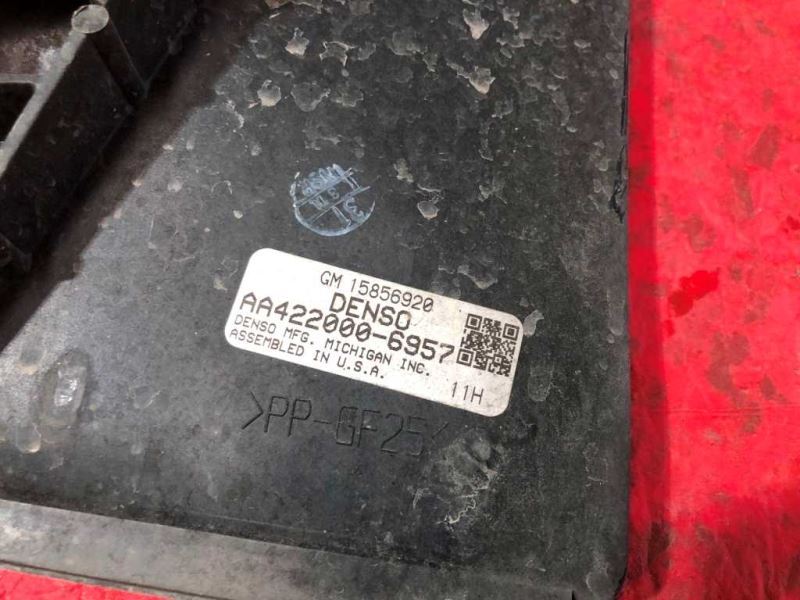 GM 15856920
DENSO
AA422000-6957
DENSO MFG. MICHIGAN INC.
ASSEMBLED IN U.S.A.
11H
>PP-GF25<